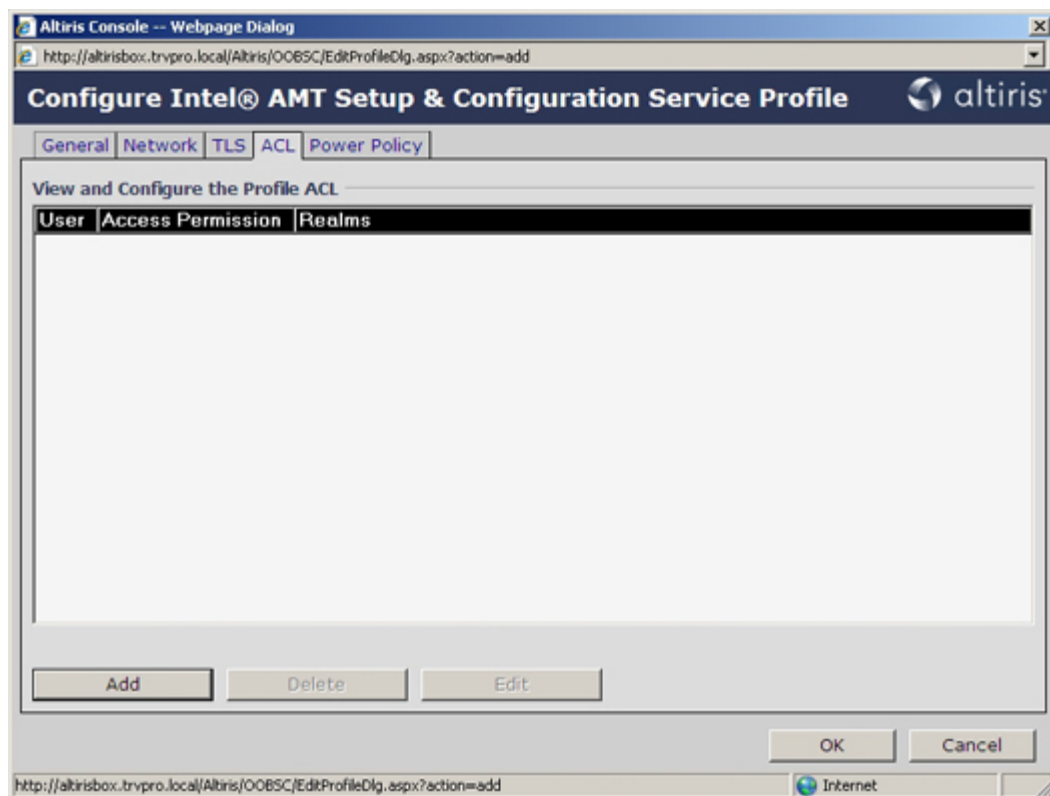 Altiris Console -- Webpage Dialog
http://altirisbox.trvpro.local/Altiris/OOBSC/EditProfileDlg.aspx?action=add
Configure Intel® AMT Setup & Configuration Service Profile
altiris
General Network TLS ACL Power Policy
View and Configure the Profile ACL
User Access Permission Realms
Add Delete Edit
OK Cancel
http://altirisbox.trvpro.local/Altiris/OOBSC/EditProfileDlg.aspx?action=add Internet